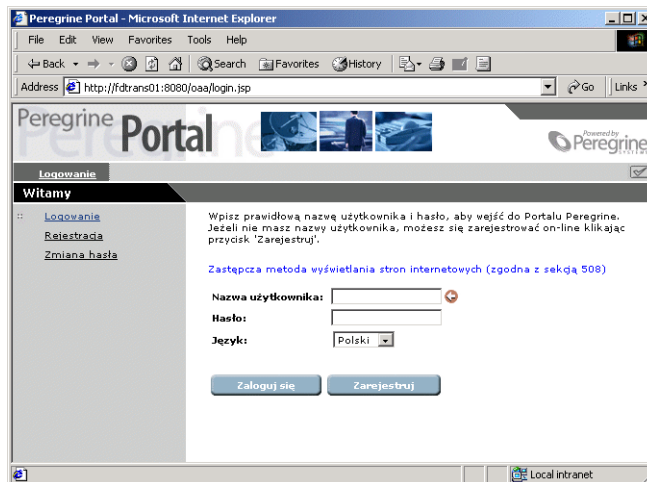 Peregrine Portal - Microsoft Internet Explorer
File Edit View Favorites Tools Help
Back Search Favorites History
Address http://fdtrans01:8080/oaa/login.jsp Go Links
Peregrine Portal
Powered by
Peregrine
SYSTEMS
Logowanie
Witamy
Logowanie
Rejestracja
Zmiana hasła
Wpisz prawidłową nazwę użytkownika i hasło, aby wejść do Portalu Peregrine.
Jeżeli nie masz nazwy użytkownika, możesz się zarejestrować on-line klikając
przycisk 'Zarejestruj'.
Zastępcza metoda wyświetlania stron internetowych (zgodna z sekcją 508)
Nazwa użytkownika:
Hasło:
Język: Polski
Zaloguj się Zarejestruj
Local intranet